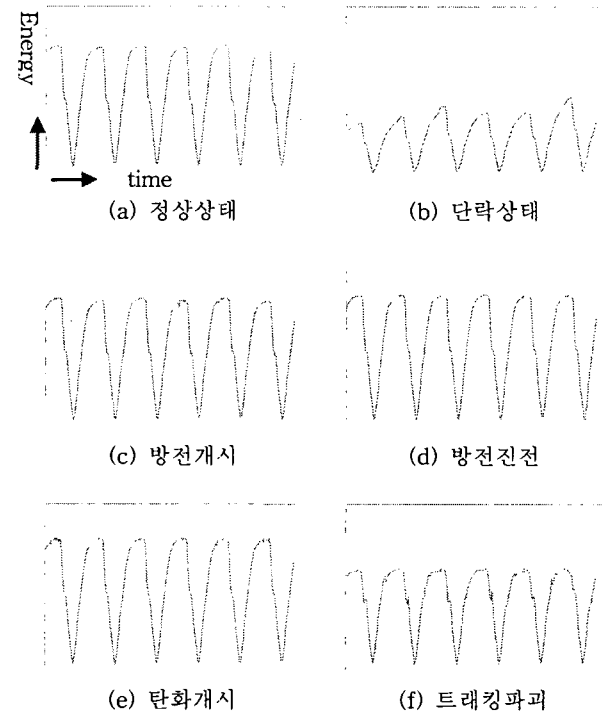 Energy
time
(a) 정상상태
(b) 단락상태
(c) 방전개시
(d) 방전진전
(e) 탄화개시
(f) 트래킹파괴